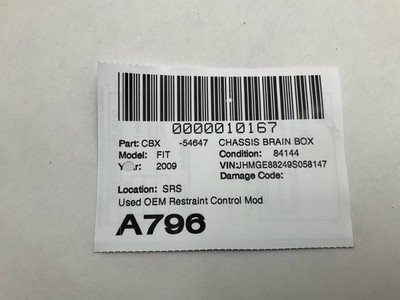 0000010167
Part: CBX -54647 CHASSIS BRAIN BOX
Model: FIT Condition: 84144
Year: 2009 VIN:JHMGE88249S058147
Damage Code:
Location: SRS
Used OEM Restraint Control Mod
A796